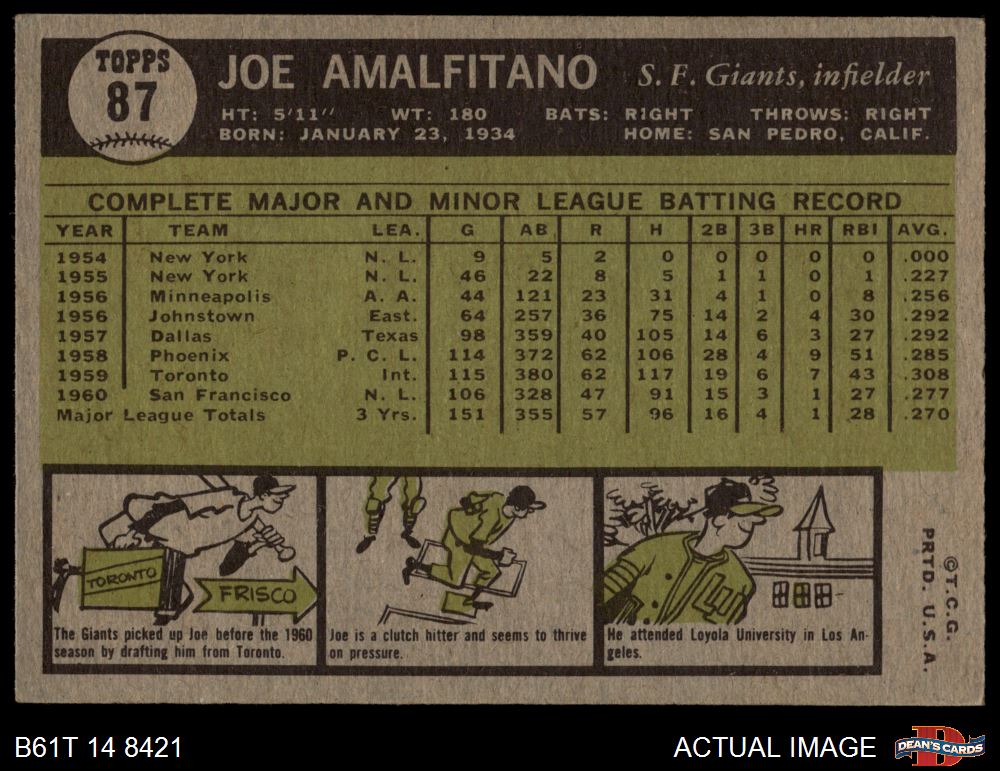 TOPPS
87
JOE AMALFITANO S. F. Giants, infielder
HT: 5'11" WT: 180 BATS: RIGHT THROWS: RIGHT
BORN: JANUARY 23, 1934 HOME: SAN PEDRO, CALIF.
COMPLETE MAJOR AND MINOR LEAGUE BATTING RECORD
YEAR TEAM LEA. G AB R H 2B 3B HR RBI AVG.
1954 New York N. L. 9 5 2 0 0 0 0 0 .000
1955 New York N. L. 46 22 8 5 1 1 0 1 .227
1956 Minneapolis A. A. 44 121 23 31 4 1 0 8 .256
1956 Johnstown East. 64 257 36 75 14 2 4 30 .292
1957 Dallas Texas 98 359 40 105 14 6 3 27 .292
1958 Phoenix P. C. L. 114 372 62 106 28 4 9 51 .285
1959 Toronto Int. 115 380 62 117 19 6 7 43 .308
1960 San Francisco N. L. 106 328 47 91 15 3 1 27 .277
Major League Totals 3 Yrs. 151 355 57 96 16 4 1 28 .270
TORONTO
FRISCO
The Giants picked up Joe before the 1960
season by drafting him from Toronto.
Joe is a clutch hitter and seems to thrive
on pressure.
LOU
He attended Loyola University in Los An-
geles.
©T.C.G.
PRTD. U.S.A.
B61T 14 8421 ACTUAL IMAGE
D
DEAN'S CARDS